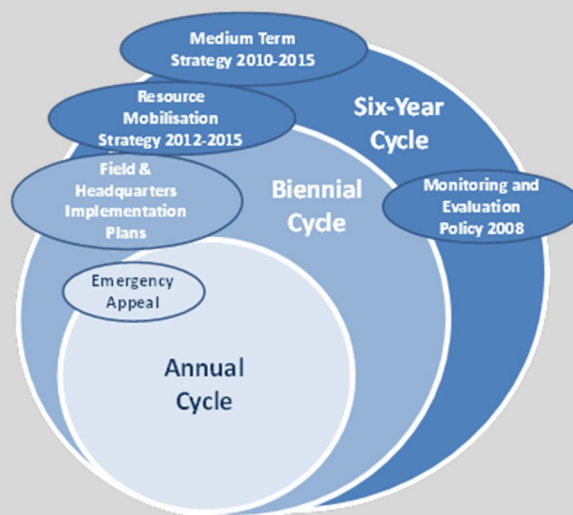 Medium Term
Strategy 2010-2015
Resource
Mobilisation
Strategy 2012-2015
Six-Year
Cycle
Field &
Headquarters
Implementation
Plans
Biennial
Cycle
Monitoring and
Evaluation
Policy 2008
Emergency
Appeal
Annual
Cycle